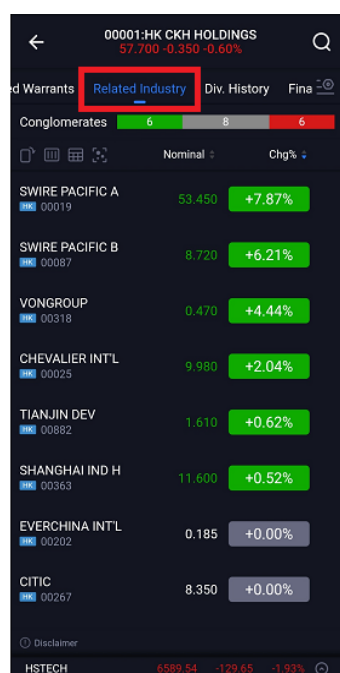 00001:HK CKH HOLDINGS
57.700 -0.350 -0.60%
d Warrants Related Industry Div. History Fina
Conglomerates 6 8 6
Nominal Chg%
SWIRE PACIFIC A
HK 00019 53.450 +7.87%
SWIRE PACIFIC B
HK 00087 8.720 +6.21%
VONGROUP
HK 00318 0.470 +4.44%
CHEVALIER INT'L
HK 00025 9.980 +2.04%
TIANJIN DEV
HK 00882 1.610 +0.62%
SHANGHAI IND H
HK 00363 11.600 +0.52%
EVERCHINA INT'L
HK 00202 0.185 +0.00%
CITIC
HK 00267 8.350 +0.00%
Disclaimer
HSTECH 6589.54 -129.65 -1.93%